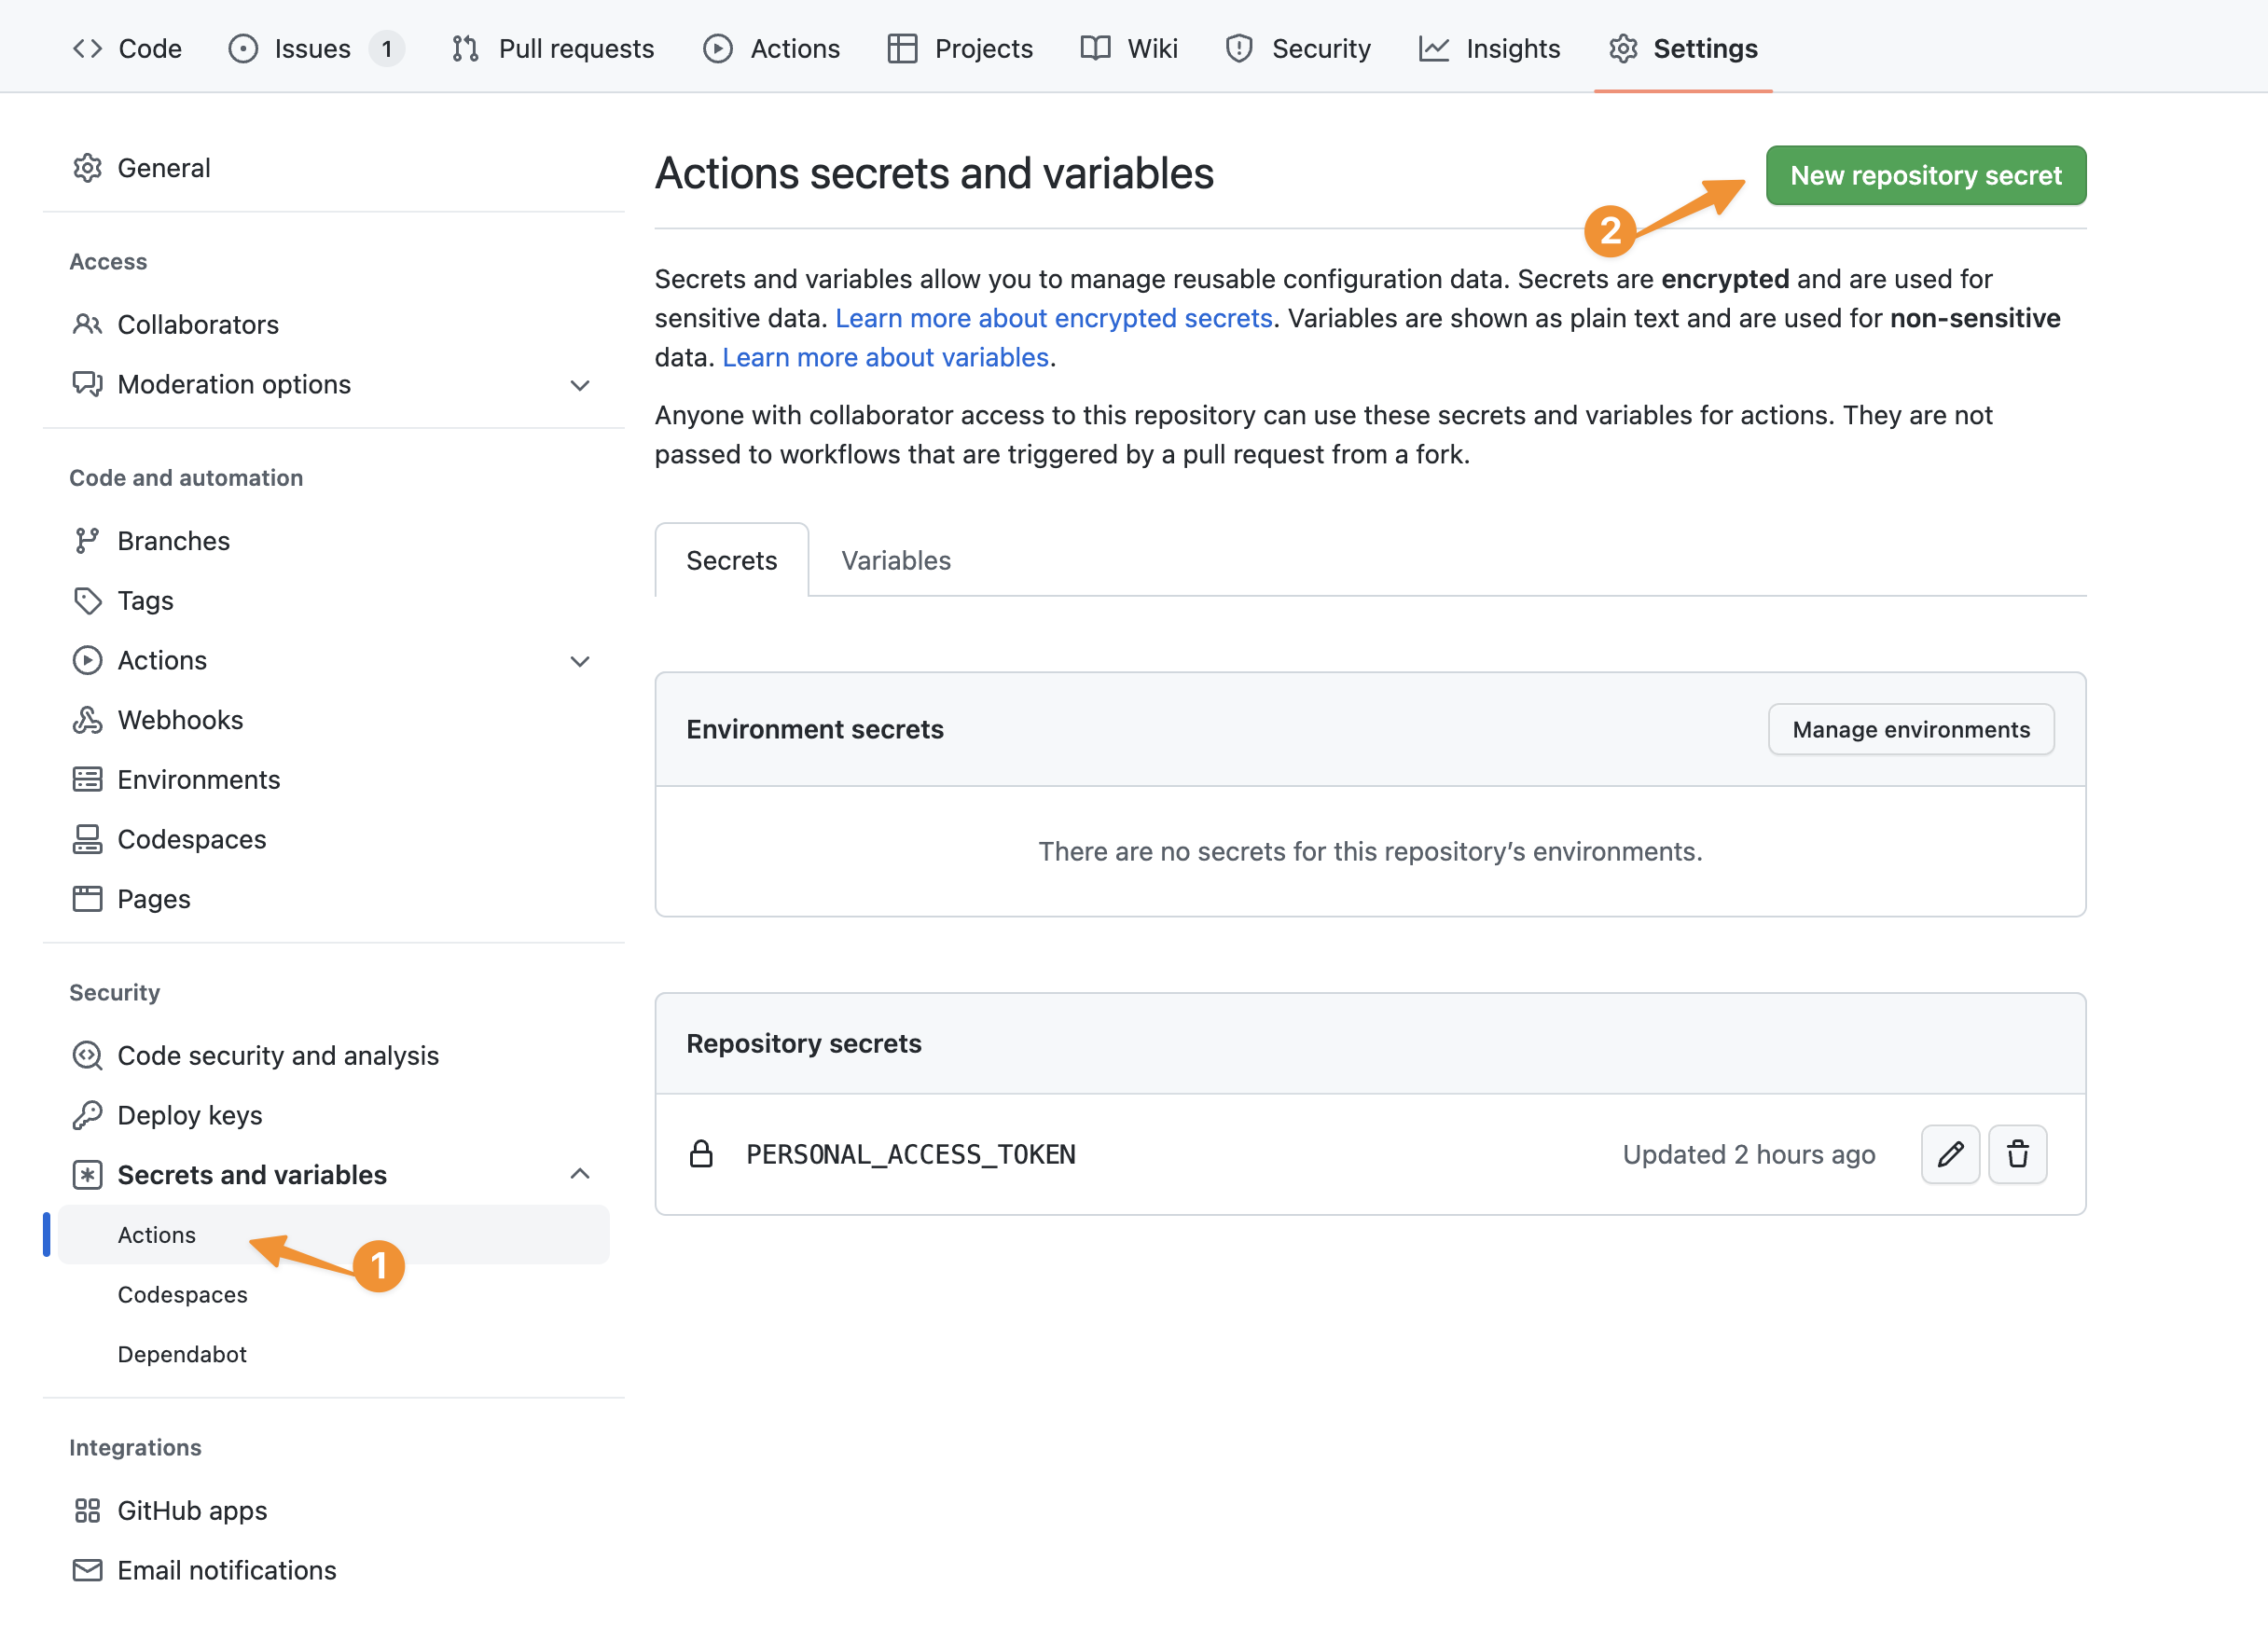 Code Issues 1 Pull requests Actions Projects Wiki Security Insights Settings
General
Access
Collaborators
Moderation options
Code and automation
Branches
Tags
Actions
Webhooks
Environments
Codespaces
Pages
Security
Code security and analysis
Deploy keys
Secrets and variables
Actions
1
Codespaces
Dependabot
Integrations
GitHub apps
Email notifications
Actions secrets and variables
New repository secret
2
Secrets and variables allow you to manage reusable configuration data. Secrets are encrypted and are used for
sensitive data. Learn more about encrypted secrets. Variables are shown as plain text and are used for non-sensitive
data. Learn more about variables.
Anyone with collaborator access to this repository can use these secrets and variables for actions. They are not
passed to workflows that are triggered by a pull request from a fork.
Secrets Variables
Environment secrets Manage environments
There are no secrets for this repository’s environments.
Repository secrets
PERSONAL_ACCESS_TOKEN Updated 2 hours ago